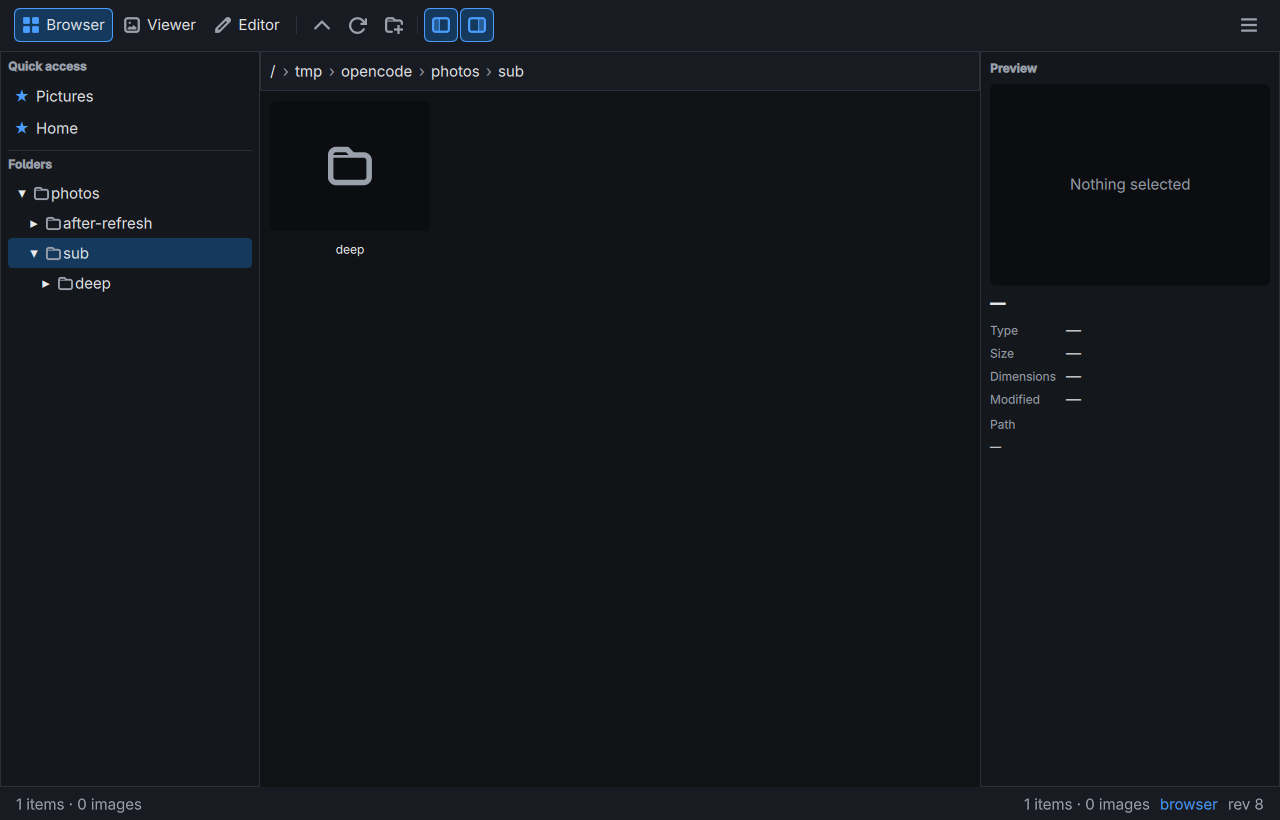 Browser Viewer Editor
Quick access
Pictures
Home
Folders
photos
after-refresh
sub
deep
/ › tmp › opencode › photos › sub
deep
Preview
Nothing selected
—
Type —
Size —
Dimensions —
Modified —
Path
—
1 items · 0 images
1 items · 0 images browser rev 8